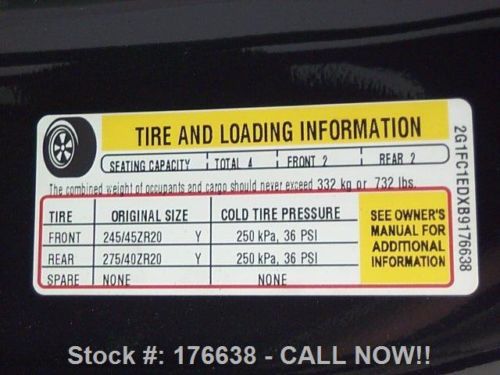 TIRE AND LOADING INFORMATION
SEATING CAPACITY TOTAL 4 FRONT 2 REAR 2
The combined weight of occupants and cargo should never exceed 332 kg or 732 lbs.
TIRE ORIGINAL SIZE COLD TIRE PRESSURE
FRONT 245/45ZR20 Y 250 kPa, 36 PSI
REAR 275/40ZR20 Y 250 kPa, 36 PSI
SPARE NONE NONE
SEE OWNER'S
MANUAL FOR
ADDITIONAL
INFORMATION
2G1FC1EDXB9176638
Stock #: 176638 - CALL NOW!!